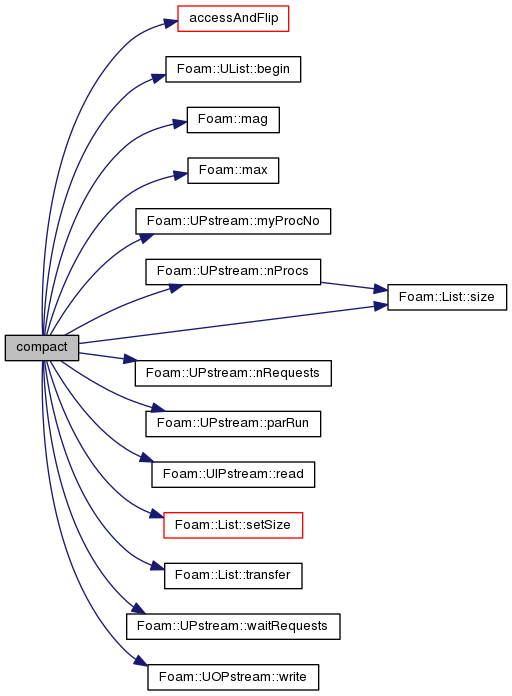 accessAndFlip
Foam::UList::begin
Foam::mag
Foam::max
Foam::UPstream::myProcNo
Foam::UPstream::nProcs
Foam::List::size
compact
Foam::UPstream::nRequests
Foam::UPstream::parRun
Foam::UIPstream::read
Foam::List::setSize
Foam::List::transfer
Foam::UPstream::waitRequests
Foam::UOPstream::write